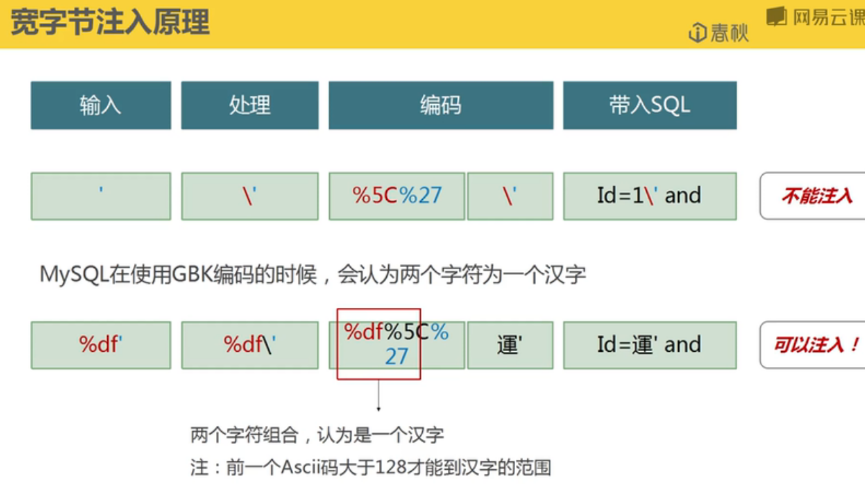 宽字节注入原理
i春秋
网易云课
输入 处理 编码 带入SQL
' \' %5C%27 \' Id=1\' and 不能注入
MySQL在使用GBK编码的时候，会认为两个字符为一个汉字
%df' %df\' %df%5C%
27 運' Id=運' and 可以注入！
两个字符组合，认为是一个汉字
注：前一个Ascii码大于128才能到汉字的范围